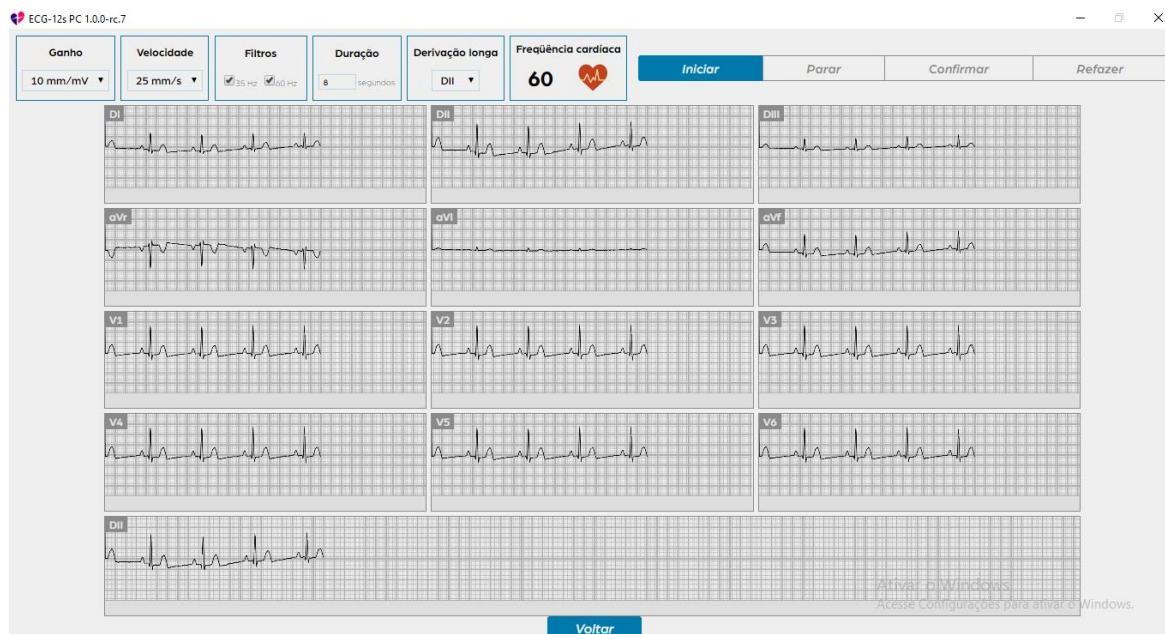 ECG-12s PC 1.0.0-rc.7
Ganho
Velocidade
Filtros
Duração
Derivação longa
Freqüência cardíaca
10 mm/mV
25 mm/s
35 Hz
60 Hz
8
segundos
DII
60
Iniciar
Parar
Confirmar
Refazer
DI
DII
DIII
aVr
aVl
aVf
V1
V2
V3
V4
V5
V6
DII
Ativar o Windows
Acesse Configurações para ativar o Windows.
Voltar